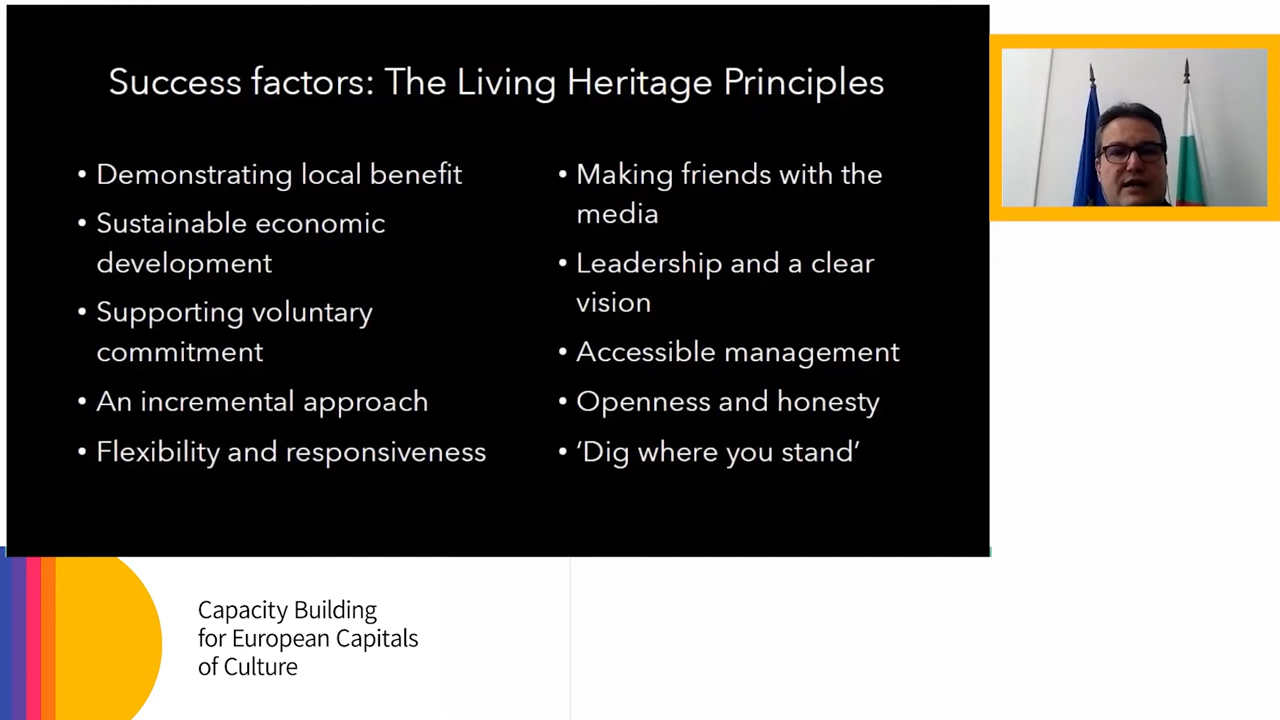 Success factors: The Living Heritage Principles
• Demonstrating local benefit
• Sustainable economic
development
• Supporting voluntary
commitment
• An incremental approach
• Flexibility and responsiveness
• Making friends with the
media
• Leadership and a clear
vision
• Accessible management
• Openness and honesty
• ‘Dig where you stand’
Capacity Building
for European Capitals
of Culture